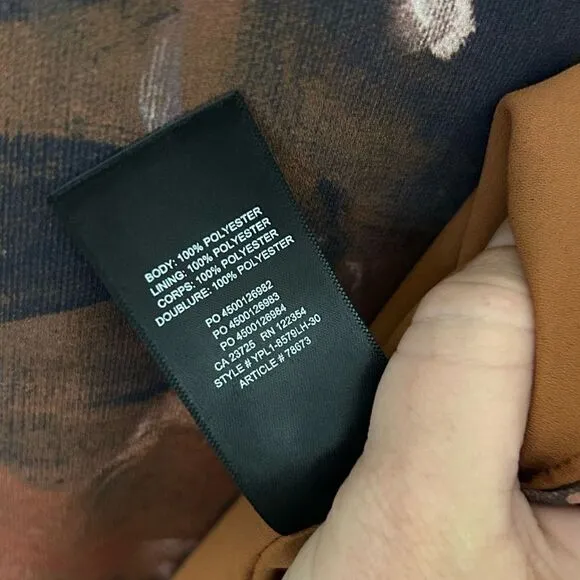 BODY: 100% POLYESTER
LINING: 100% POLYESTER
CORPS: 100% POLYESTER
DOUBLURE: 100% POLYESTER
PO 4500126982
PO 4500126983
PO 4500126984
CA 23725 RN 122354
STYLE # YPL1-8579LH-30
ARTICLE # 78673